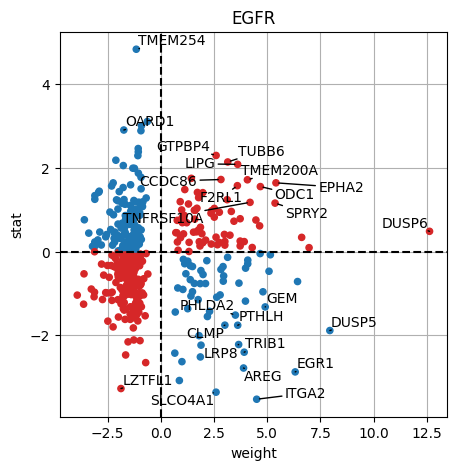 EGFR
TMEM254
4
OARD1
GTPBP4
TUBB6
LIPG
TMEM200A
2
CCDC86
EPHA2
F2RL1
ODC1
TNFRSF10A
SPRY2
DUSP6
stat
0
PHLDA2
GEM
PTHLH
DUSP5
−2
CLMP
TRIB1
LRP8
EGR1
AREG
LZTFL1
ITGA2
SLCO4A1
−2.5 0.0 2.5 5.0 7.5 10.0 12.5
weight